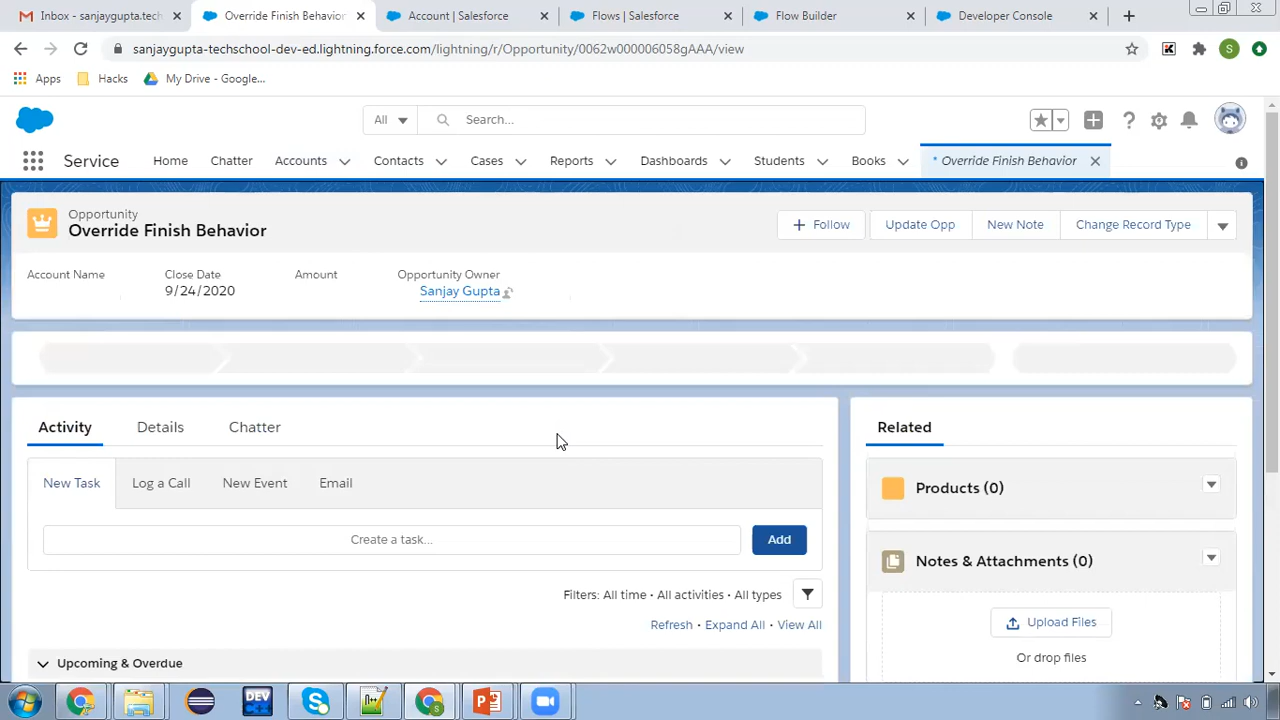 Inbox - sanjaygupta.tech
Override Finish Behavior
Account | Salesforce
Flows | Salesforce
Flow Builder
Developer Console
sanjaygupta-techschool-dev-ed.lightning.force.com/lightning/r/Opportunity/0062w000006058gAAA/view
S
Apps
Hacks
My Drive - Google...
All
Search...
Service
Home
Chatter
Accounts
Contacts
Cases
Reports
Dashboards
Students
Books
* Override Finish Behavior
Opportunity
Override Finish Behavior
Follow
Update Opp
New Note
Change Record Type
Account Name
Close Date
Amount
Opportunity Owner
9/24/2020
Sanjay Gupta
Activity
Details
Chatter
Related
New Task
Log a Call
New Event
Email
Products (0)
Create a task...
Add
Notes & Attachments (0)
Filters: All time • All activities • All types
Refresh • Expand All • View All
Upload Files
Or drop files
Upcoming & Overdue
DEV
C++